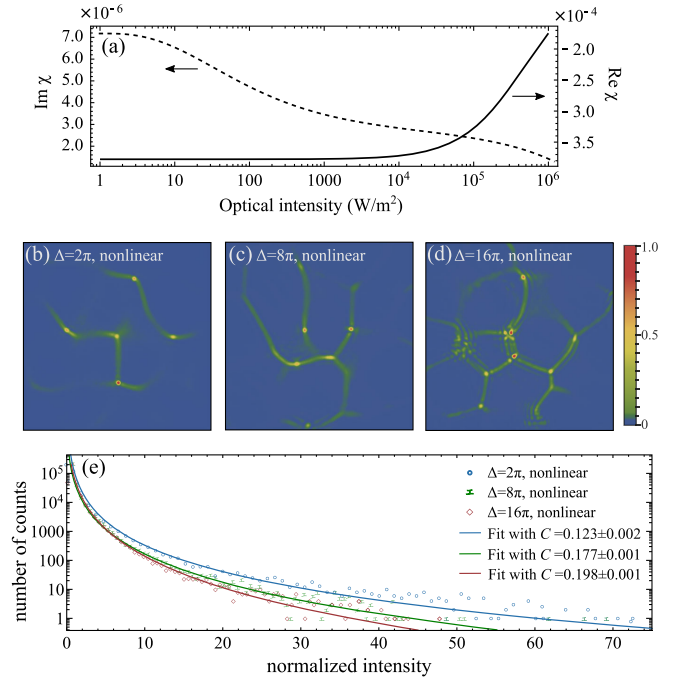 ×10⁻⁶
×10⁻⁴
(a)
7.0
6.0
5.0
4.0
3.0
2.0
Im χ
− 2.0
− 2.5
− 3.0
− 3.5
Re χ
1
10
100
1000
10⁴
10⁵
10⁶
Optical intensity (W/m²)
(b) Δ=2π, nonlinear
(c) Δ=8π, nonlinear
(d) Δ=16π, nonlinear
1.0
0.5
0
(e)
10⁵
10⁴
1000
100
10
1
number of counts
Δ=2π, nonlinear
Δ=8π, nonlinear
Δ=16π, nonlinear
Fit with C =0.123±0.002
Fit with C =0.177±0.001
Fit with C =0.198±0.001
0
10
20
30
40
50
60
70
normalized intensity